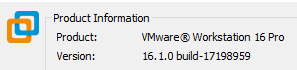 Product Information
Product: VMware® Workstation 16 Pro
Version: 16.1.0 build-17198959